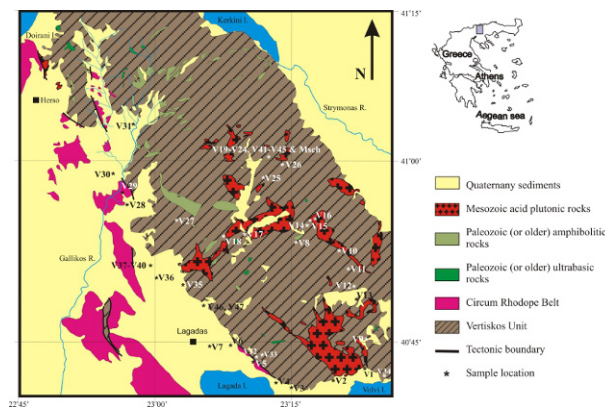 Doirani l.
Kerkini l.
41°15'
Herso
N
Strymonas R.
V31
V19-V24, V41-V45 & Msch
V26
41°00'
V30
V25
V29
V28
V27
V16
V14
V15
V17
V18
V8
V10
Gallikos R.
V37-V40
V11
V36
V35
V12
V46, V47
Lagadas
V7
V33
V5
40°45'
Lagada l.
V3
V2
V1
Volvi l.
22°45'
23°00'
23°15'
Greece
Athens
Aegean sea
Quaternany sediments
Mesozoic acid plutonic rocks
Paleozoic (or older) amphibolitic
rocks
Paleozoic (or older) ultrabasic
rocks
Circum Rhodope Belt
Vertiskos Unit
Tectonic boundary
Sample location